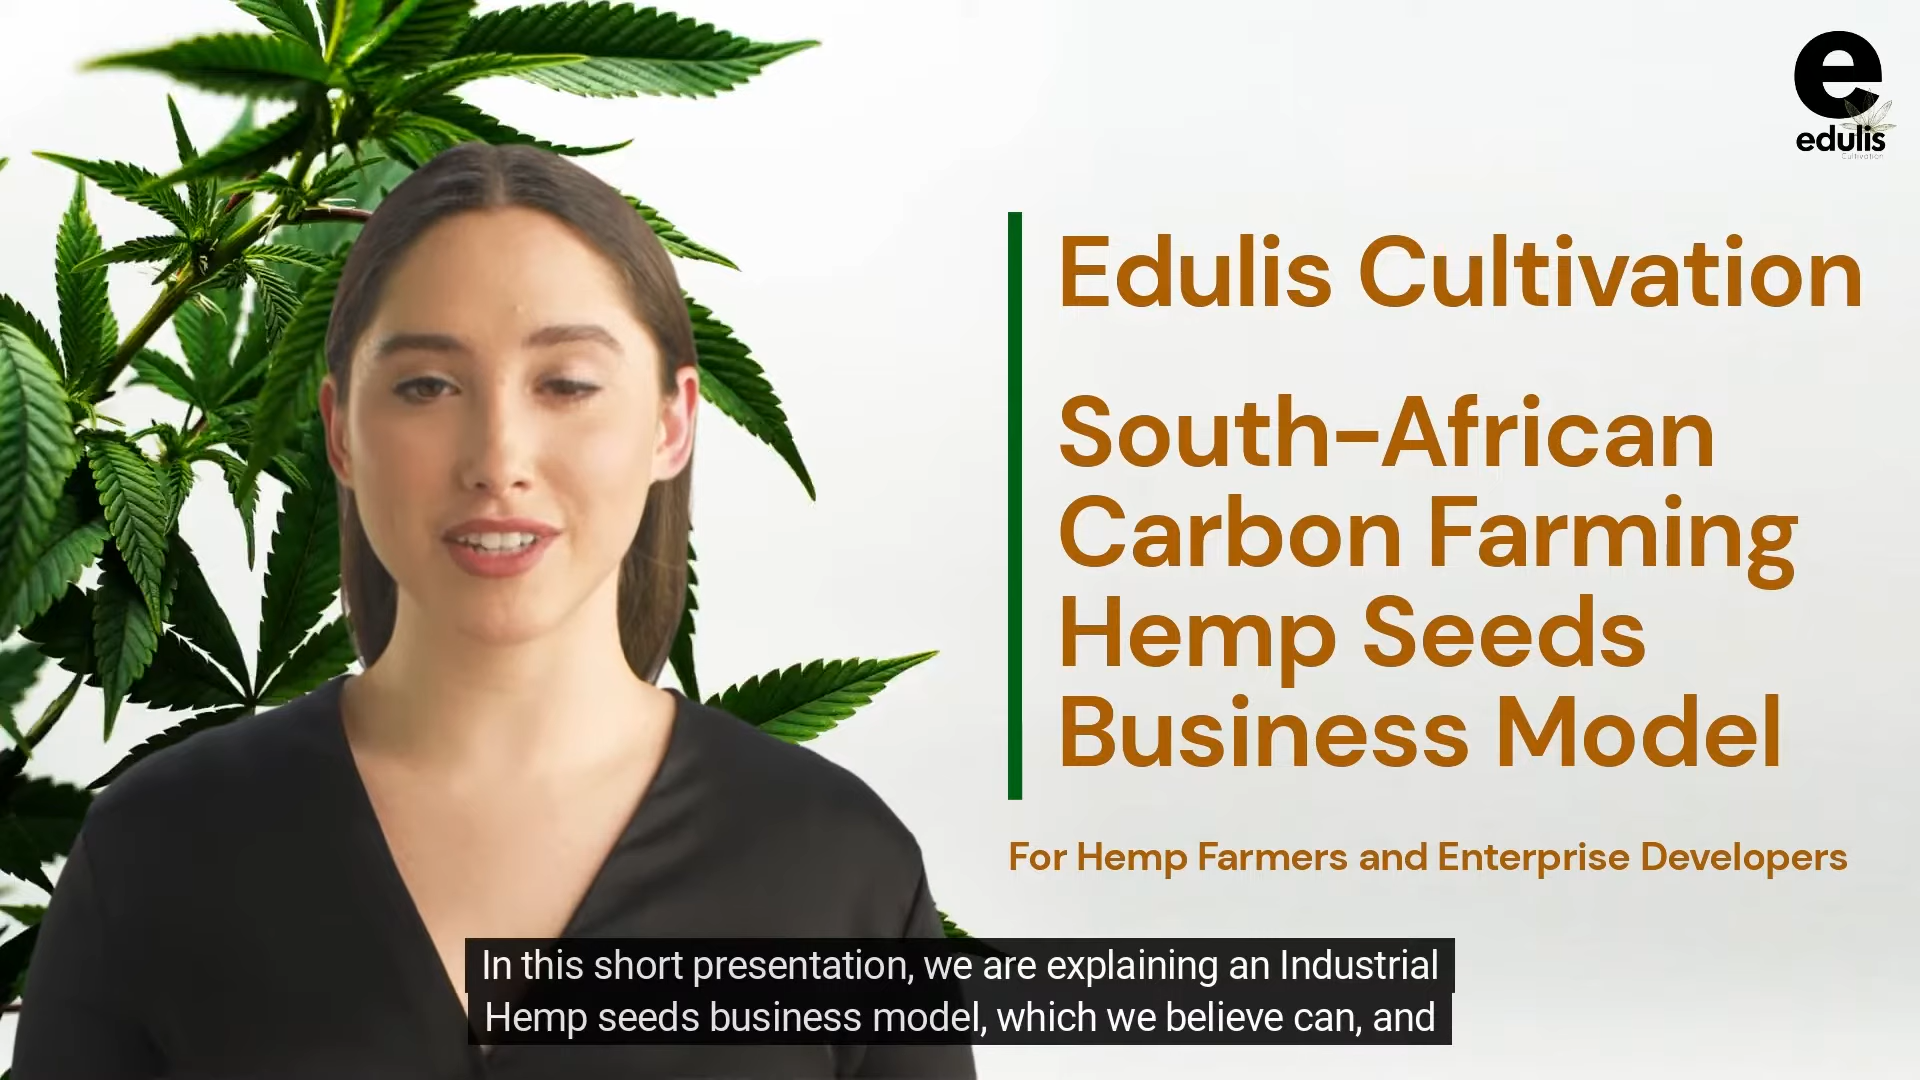 e
edulis
Cultivation
Edulis Cultivation
South-African
Carbon Farming
Hemp Seeds
Business Model
For Hemp Farmers and Enterprise Developers
In this short presentation, we are explaining an Industrial
Hemp seeds business model, which we believe can, and